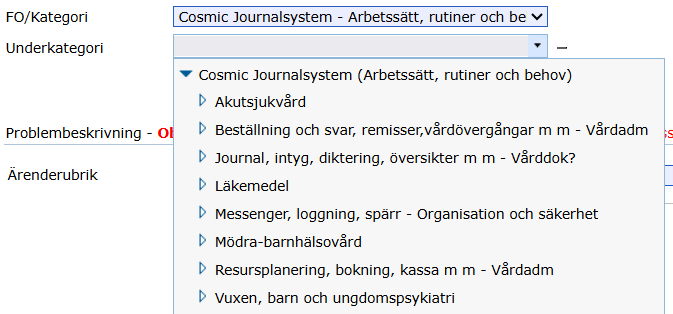 FO/Kategori
Cosmic Journalsystem - Arbetssätt, rutiner och be
Underkategori
Cosmic Journalsystem (Arbetssätt, rutiner och behov)
Akutsjukvård
Beställning och svar, remisser,vårdövergångar m m - Vårdadm
Problembeskrivning -
Journal, intyg, diktering, översikter m m - Vårddok?
Ärenderubrik
Läkemedel
Messenger, loggning, spärr - Organisation och säkerhet
Mödra-barnhälsovård
Resursplanering, bokning, kassa m m - Vårdadm
Vuxen, barn och ungdomspsykiatri